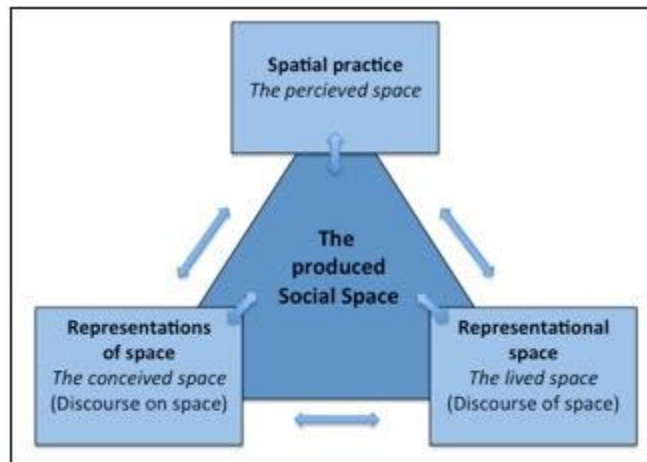 Spatial practice
The percieved space
The
produced
Social Space
Representations
of space
The conceived space
(Discourse on space)
Representational
space
The lived space
(Discourse of space)